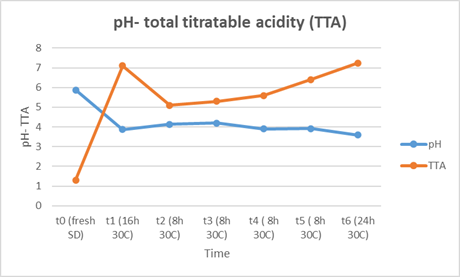 pH- total titratable acidity (TTA)
8
7
6
5
4
3
2
1
0
pH- TTA
t0 (fresh SD)
t1 (16h 30C)
t2 (8h 30C)
t3 (8h 30C)
t4 ( 8h 30C)
t5 ( 8h 30C)
t6 (24h 30C)
Time
pH
TTA